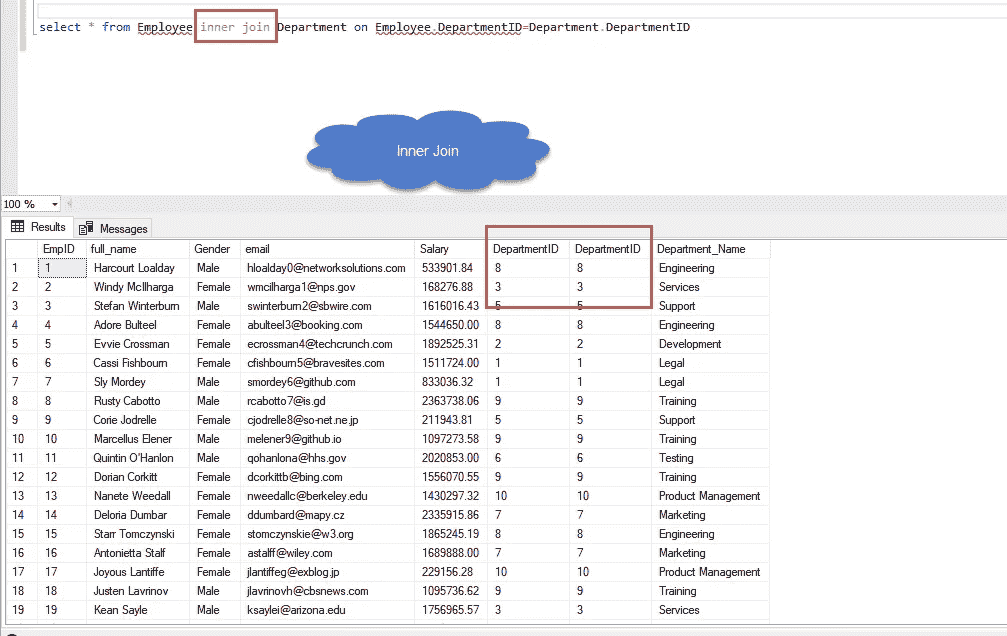 select * from Employee inner join Department on Employee.DepartmentID=Department.DepartmentID
Inner Join
100 %
Results Messages
EmpID full_name Gender email Salary DepartmentID DepartmentID Department_Name
1 1 Harcourt Loalday Male hloalday0@networksolutions.com 533901.84 8 8 Engineering
2 2 Windy McIlharga Female wmcilharga1@nps.gov 168276.88 3 3 Services
3 3 Stefan Winterburn Male swinterburn2@sbwire.com 1616016.43 5 5 Support
4 4 Adore Bulteel Female abulteel3@booking.com 1544650.00 8 8 Engineering
5 5 Evvie Crossman Female ecrossman4@techcrunch.com 1892525.31 2 2 Development
6 6 Cassi Fishbourn Female cfishbourn5@bravesites.com 1511724.00 1 1 Legal
7 7 Sly Mordey Male smordey6@github.com 833036.32 1 1 Legal
8 8 Rusty Cabotto Male rcabotto7@is.gd 2363738.06 9 9 Training
9 9 Corie Jodrelle Female cjodrelle8@so-net.ne.jp 211943.81 5 5 Support
10 10 Marcellus Elener Male melener9@github.io 1097273.58 9 9 Training
11 11 Quintin O'Hanlon Male qohanlona@hhs.gov 2020853.00 6 6 Testing
12 12 Dorian Corkitt Female dcorkittb@bing.com 1556070.55 9 9 Training
13 13 Nanete Weedall Female nweedallc@berkeley.edu 1430297.32 10 10 Product Management
14 14 Deloria Dumbar Female ddumbard@mapy.cz 2335915.86 7 7 Marketing
15 15 Starr Tomczynski Female stomczynskie@w3.org 1865245.19 8 8 Engineering
16 16 Antonietta Stalf Female astalff@wiley.com 1689888.00 7 7 Marketing
17 17 Joyous Lantiffe Female jlantiffeg@exblog.jp 229156.28 10 10 Product Management
18 18 Justen Lavrinov Male jlavrinovh@cbsnews.com 1095736.62 9 9 Training
19 19 Kean Sayle Male ksaylei@arizona.edu 1756965.57 3 3 Services